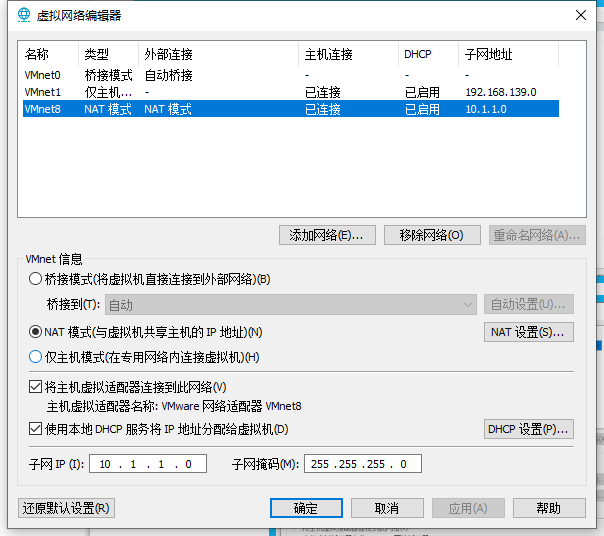 虚拟网络编辑器
名称 类型 外部连接 主机连接 DHCP 子网地址
VMnet0 桥接模式 自动桥接 - - -
VMnet1 仅主机... - 已连接 已启用 192.168.139.0
VMnet8 NAT 模式 NAT 模式 已连接 已启用 10.1.1.0
添加网络(E)... 移除网络(O) 重命名网络(A)...
VMnet 信息
桥接模式(将虚拟机直接连接到外部网络)(B)
桥接到(T): 自动 自动设置(U)...
NAT 模式(与虚拟机共享主机的 IP 地址)(N) NAT 设置(S)...
仅主机模式(在专用网络内连接虚拟机)(H)
将主机虚拟适配器连接到此网络(V)
主机虚拟适配器名称: VMware 网络适配器 VMnet8
使用本地 DHCP 服务将 IP 地址分配给虚拟机(D) DHCP 设置(P)...
子网 IP (I): 10 . 1 . 1 . 0 子网掩码(M): 255 .255 .255 . 0
还原默认设置(R) 确定 取消 应用(A) 帮助